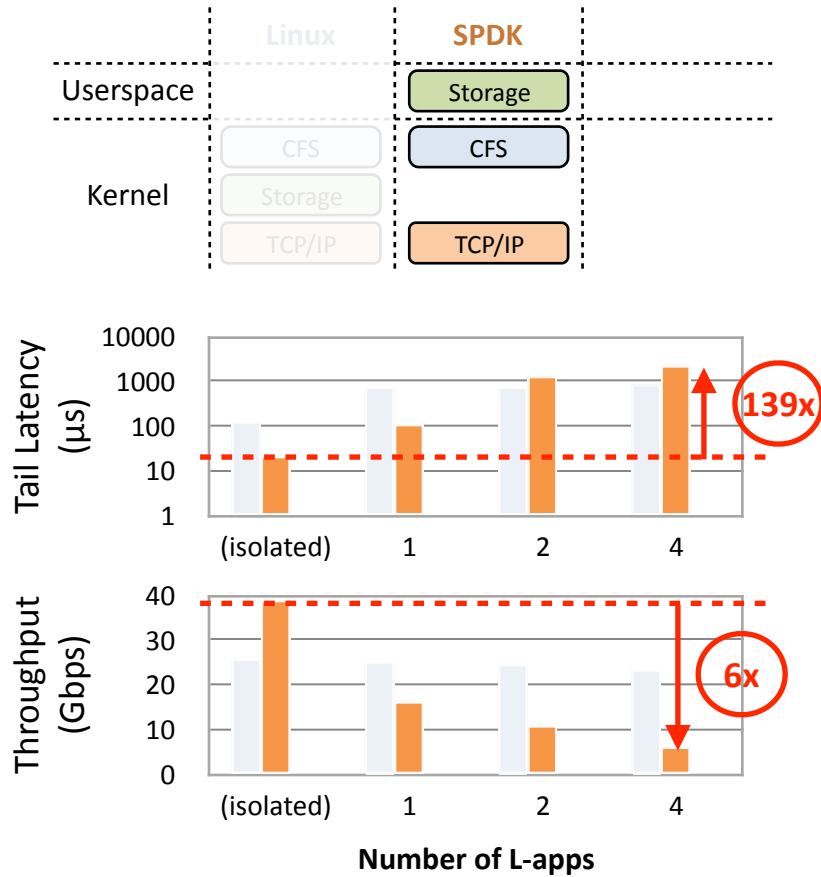 Linux SPDK
Userspace Storage
CFS CFS
Kernel Storage
TCP/IP TCP/IP
Tail Latency
(μs)
10000
1000
100
10
1
139x
(isolated) 1 2 4
Throughput
(Gbps)
40
30
20
10
0
6x
(isolated) 1 2 4
Number of L-apps